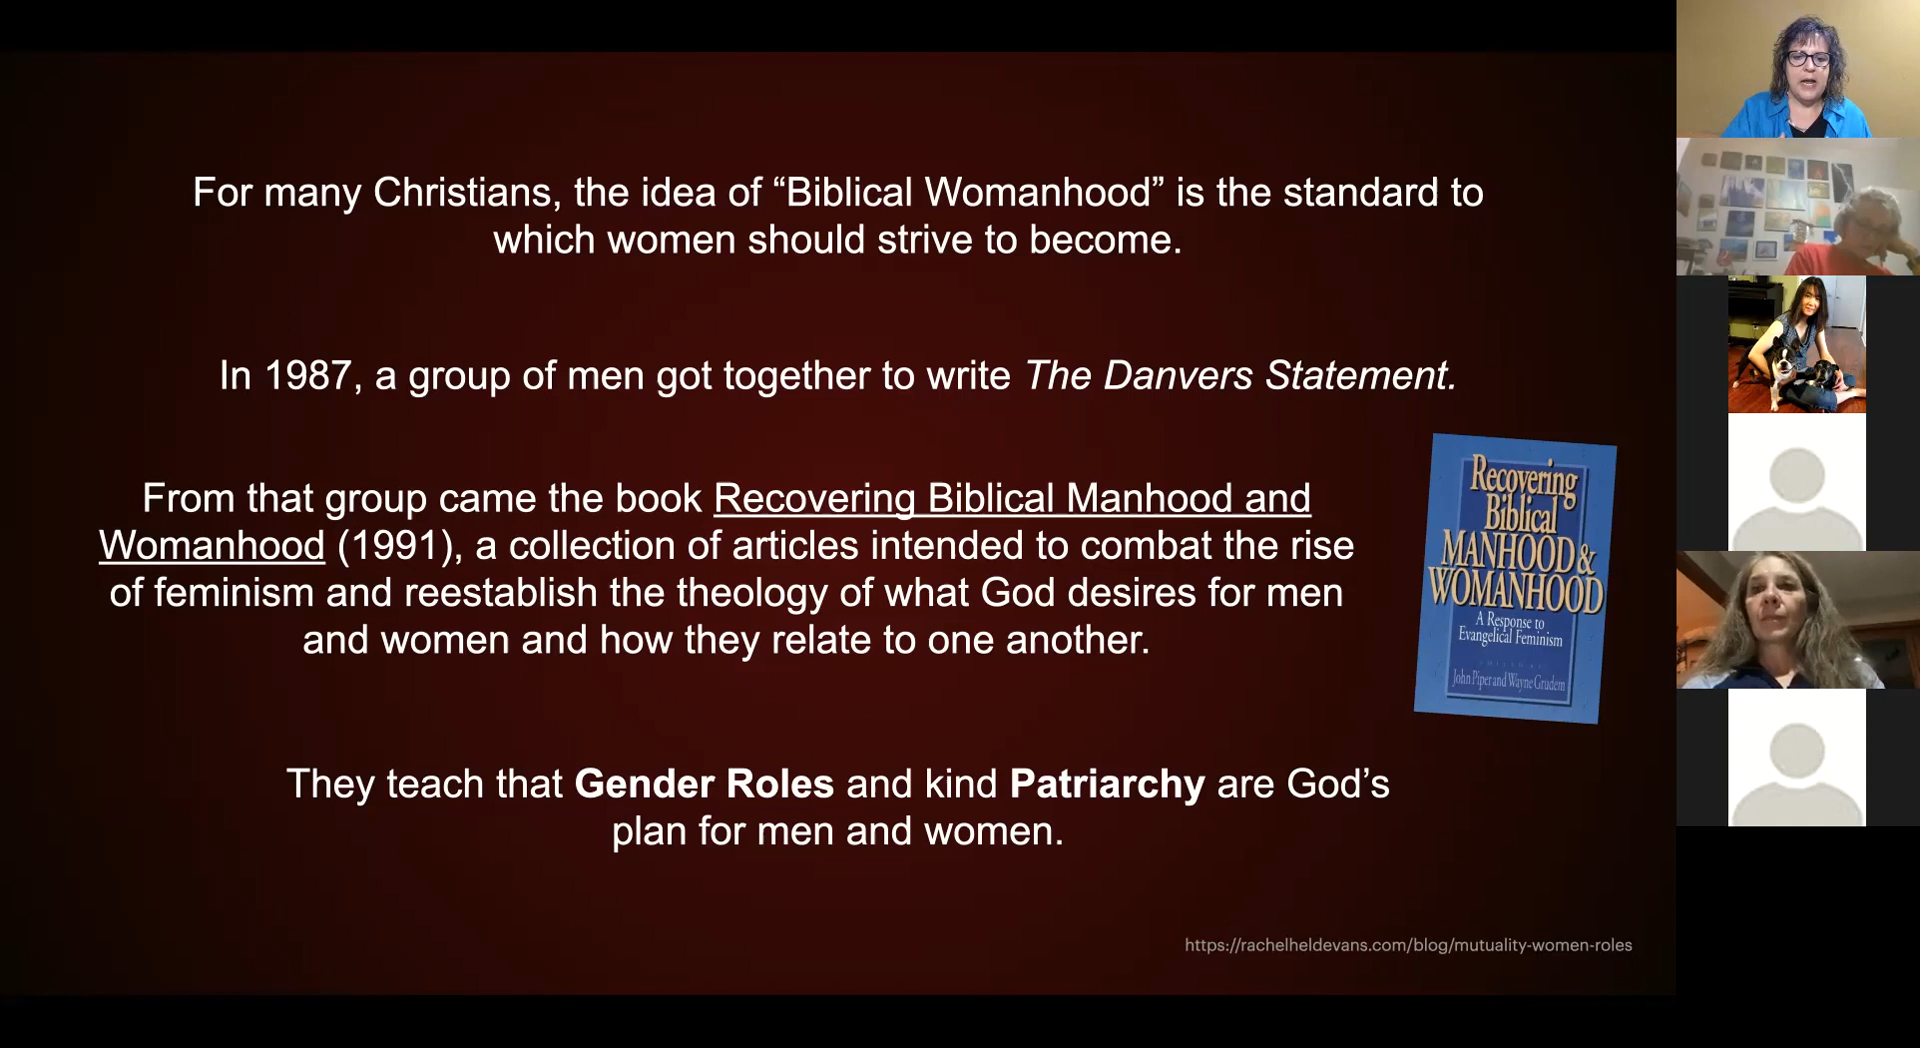 For many Christians, the idea of “Biblical Womanhood” is the standard to
which women should strive to become.
In 1987, a group of men got together to write The Danvers Statement.
From that group came the book Recovering Biblical Manhood and
Womanhood (1991), a collection of articles intended to combat the rise
of feminism and reestablish the theology of what God desires for men
and women and how they relate to one another.
Recovering
Biblical
MANHOOD &
WOMANHOOD
A Response to
Evangelical Feminism
John Piper and Wayne Grudem
They teach that Gender Roles and kind Patriarchy are God’s
plan for men and women.
https://rachelheldevans.com/blog/mutuality-women-roles